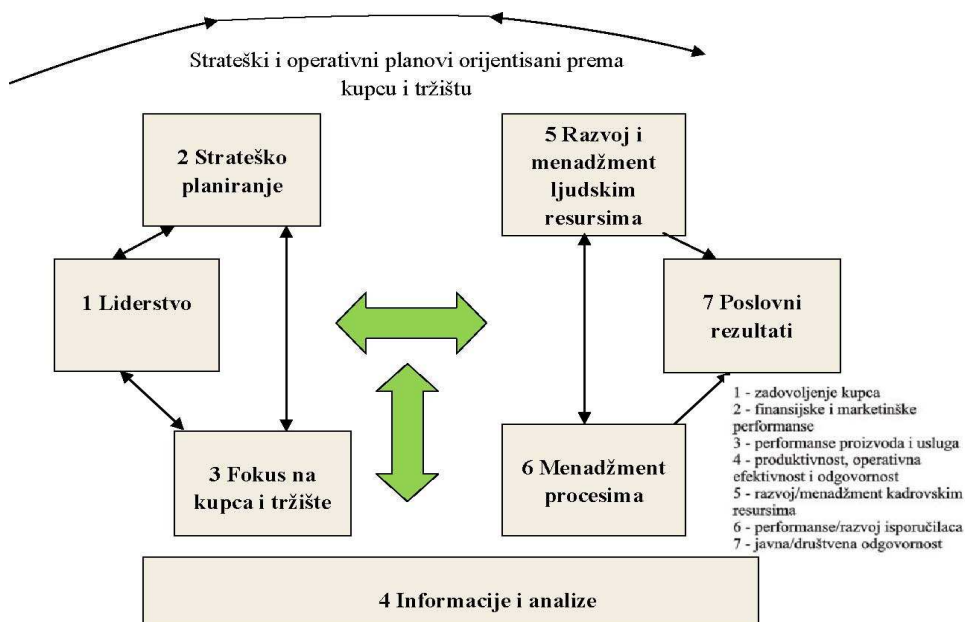 Strateški i operativni planovi orijentisani prema
kupcu i tržištu
2 Strateško
planiranje
5 Razvoj i
menadžment
ljudskim
resursima
1 Liderstvo
7 Poslovni
rezultati
3 Fokus na
kupca i tržište
6 Menadžment
procesima
1 - zadovoljenje kupca
2 - finansijske i marketinške
performanse
3 - performanse proizvoda i usluga
4 - produktivnost, operativna
efektivnost i odgovornost
5 - razvoj/menadžment kadrovskim
resursima
6 - performanse/razvoj isporučilaca
7 - javna/društvena odgovornost
4 Informacije i analize